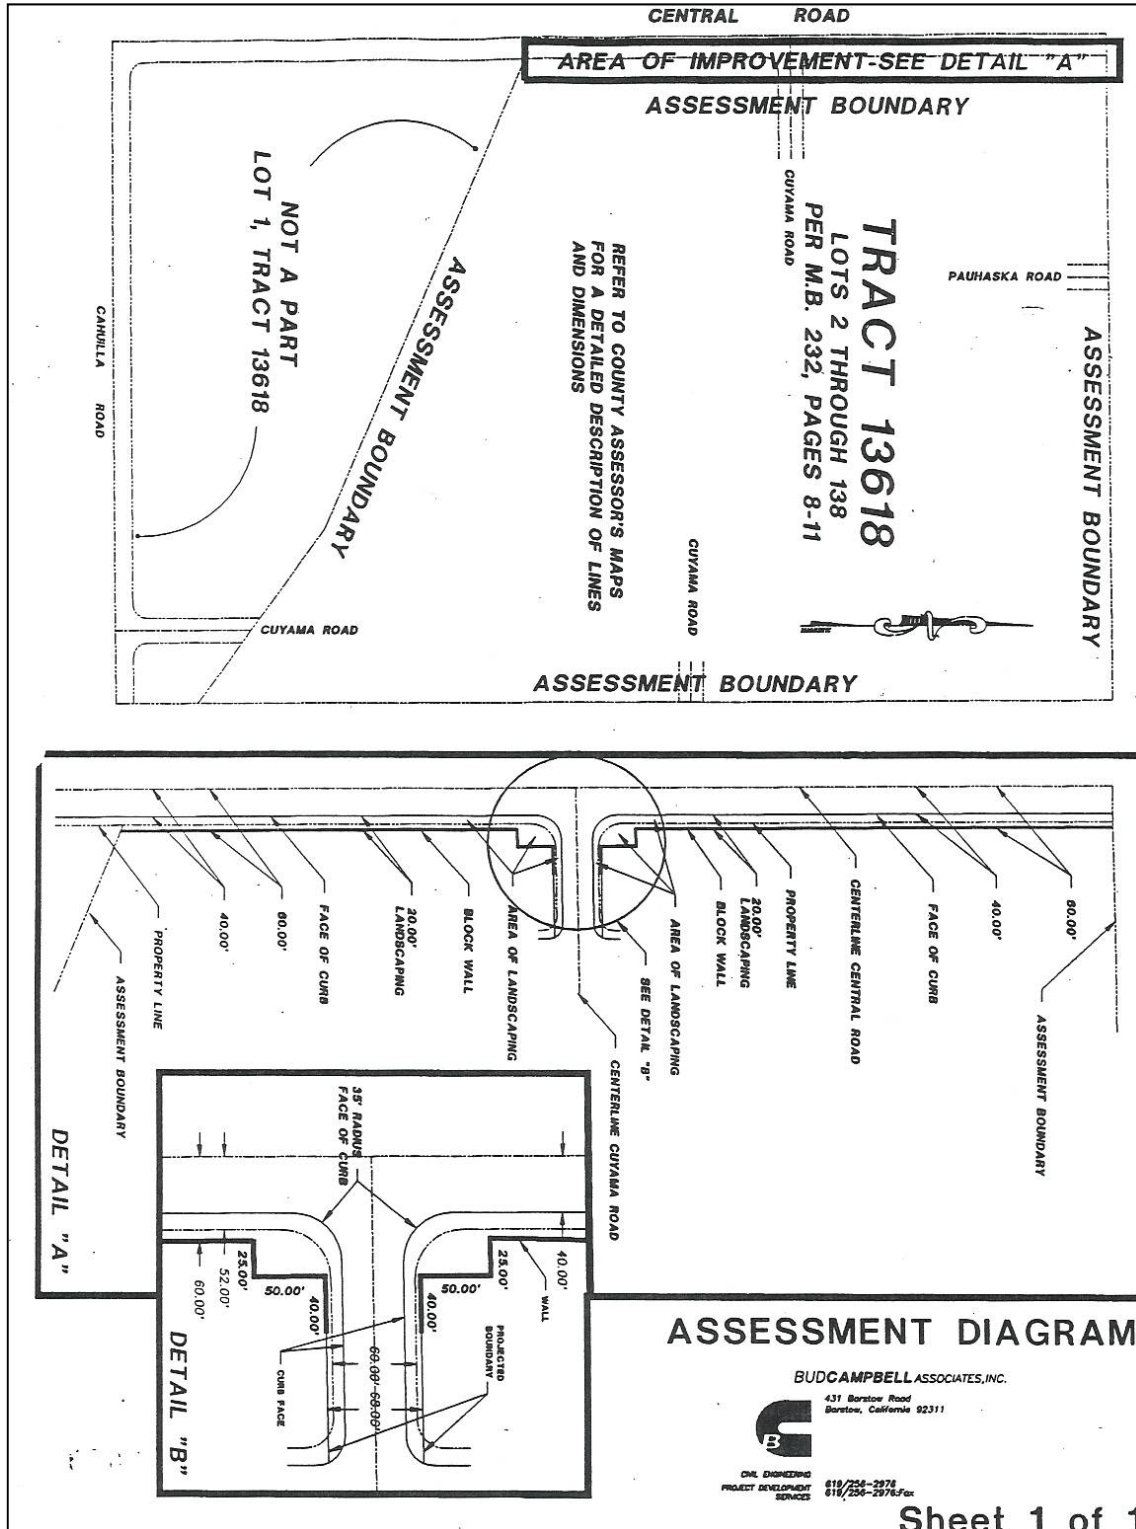 CENTRAL ROAD
AREA OF IMPROVEMENT-SEE DETAIL "A"
ASSESSMENT BOUNDARY
CUYAMA ROAD
PAUHASKA ROAD
ASSESSMENT BOUNDARY
TRACT 13618
LOTS 2 THROUGH 138
PER M.B. 232, PAGES 8-11
REFER TO COUNTY ASSESSOR'S MAPS
FOR A DETAILED DESCRIPTION OF LINES
AND DIMENSIONS
NOT A PART
LOT 1, TRACT 13618
ASSESSMENT BOUNDARY
CAHUILLA ROAD
CUYAMA ROAD
CUYAMA ROAD
ASSESSMENT BOUNDARY
PROPERTY LINE
ASSESSMENT BOUNDARY
40.00'
60.00'
FACE OF CURB
20.00'
LANDSCAPING
BLOCK WALL
AREA OF LANDSCAPING
CENTERLINE CUYAMA ROAD
SEE DETAIL "B"
AREA OF LANDSCAPING
BLOCK WALL
20.00'
LANDSCAPING
PROPERTY LINE
CENTERLINE CENTRAL ROAD
FACE OF CURB
40.00'
60.00'
ASSESSMENT BOUNDARY
DETAIL "A"
35' RADIUS
FACE OF CURB
25.00'
52.00'
60.00'
50.00'
40.00'
40.00'
50.00'
25.00'
WALL
40.00'
60.00'
68.00'
PROJECTED
BOUNDARY
CURB FACE
DETAIL "B"
ASSESSMENT DIAGRAM
BUDCAMPBELL ASSOCIATES, INC.
431 Barstow Road
Barstow, California 92311
B
CIVIL ENGINEERING
PROJECT DEVELOPMENT
SERVICES
619/256-2976
619/256-2976:Fax
Sheet 1 of 1